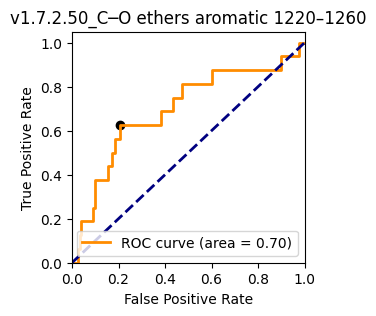 v1.7.2.50_C─O ethers aromatic 1220–1260
1.0
0.8
0.6
0.4
0.2
0.0
True Positive Rate
ROC curve (area = 0.70)
0.0 0.2 0.4 0.6 0.8 1.0
False Positive Rate